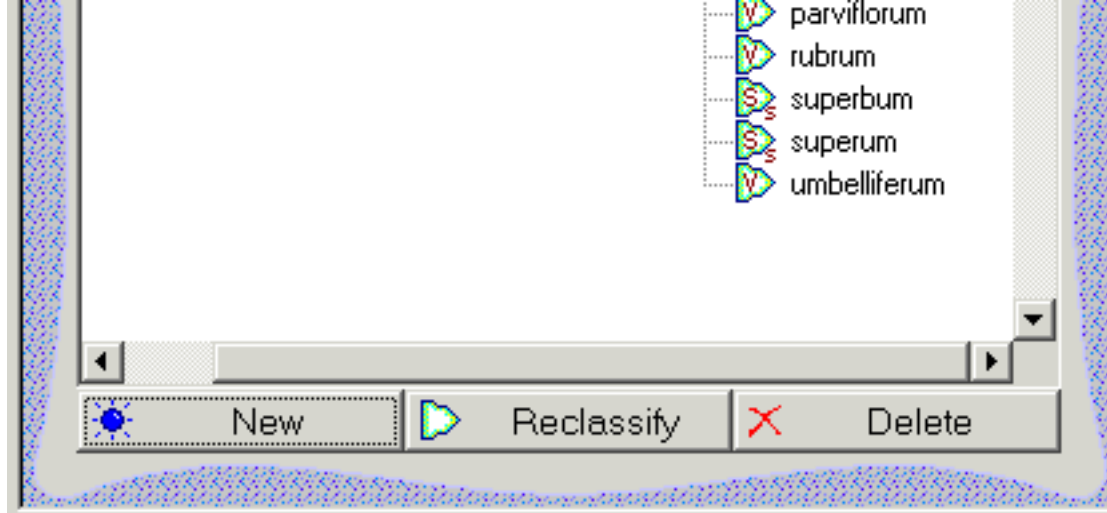 V parviflorum
V rubrum
S s superbum
S s superum
V umbelliferum
New Reclassify Delete